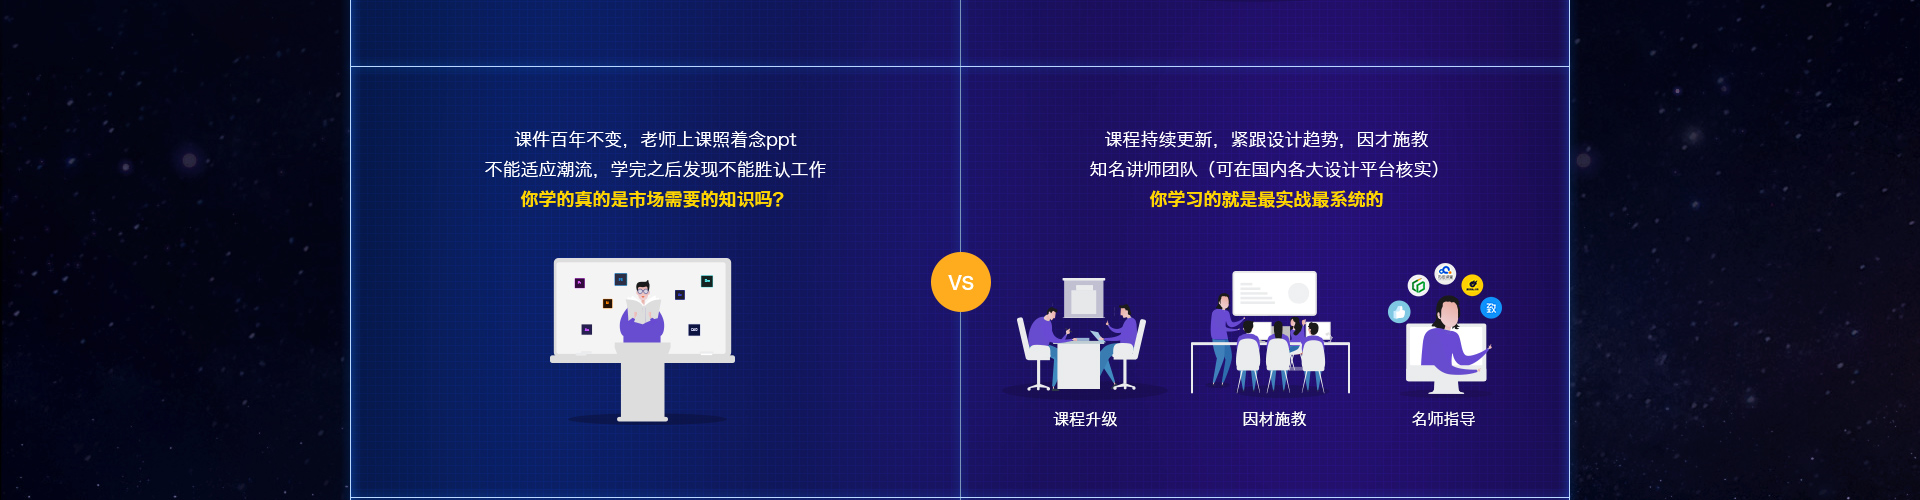 课件百年不变，老师上课照着念ppt
不能适应潮流，学完之后发现不能胜认工作
你学的真的是市场需要的知识吗？
VS
课程持续更新，紧跟设计趋势，因才施教
知名讲师团队（可在国内各大设计平台核实）
你学习的就是最实战最系统的
致
课程升级
因材施教
名师指导